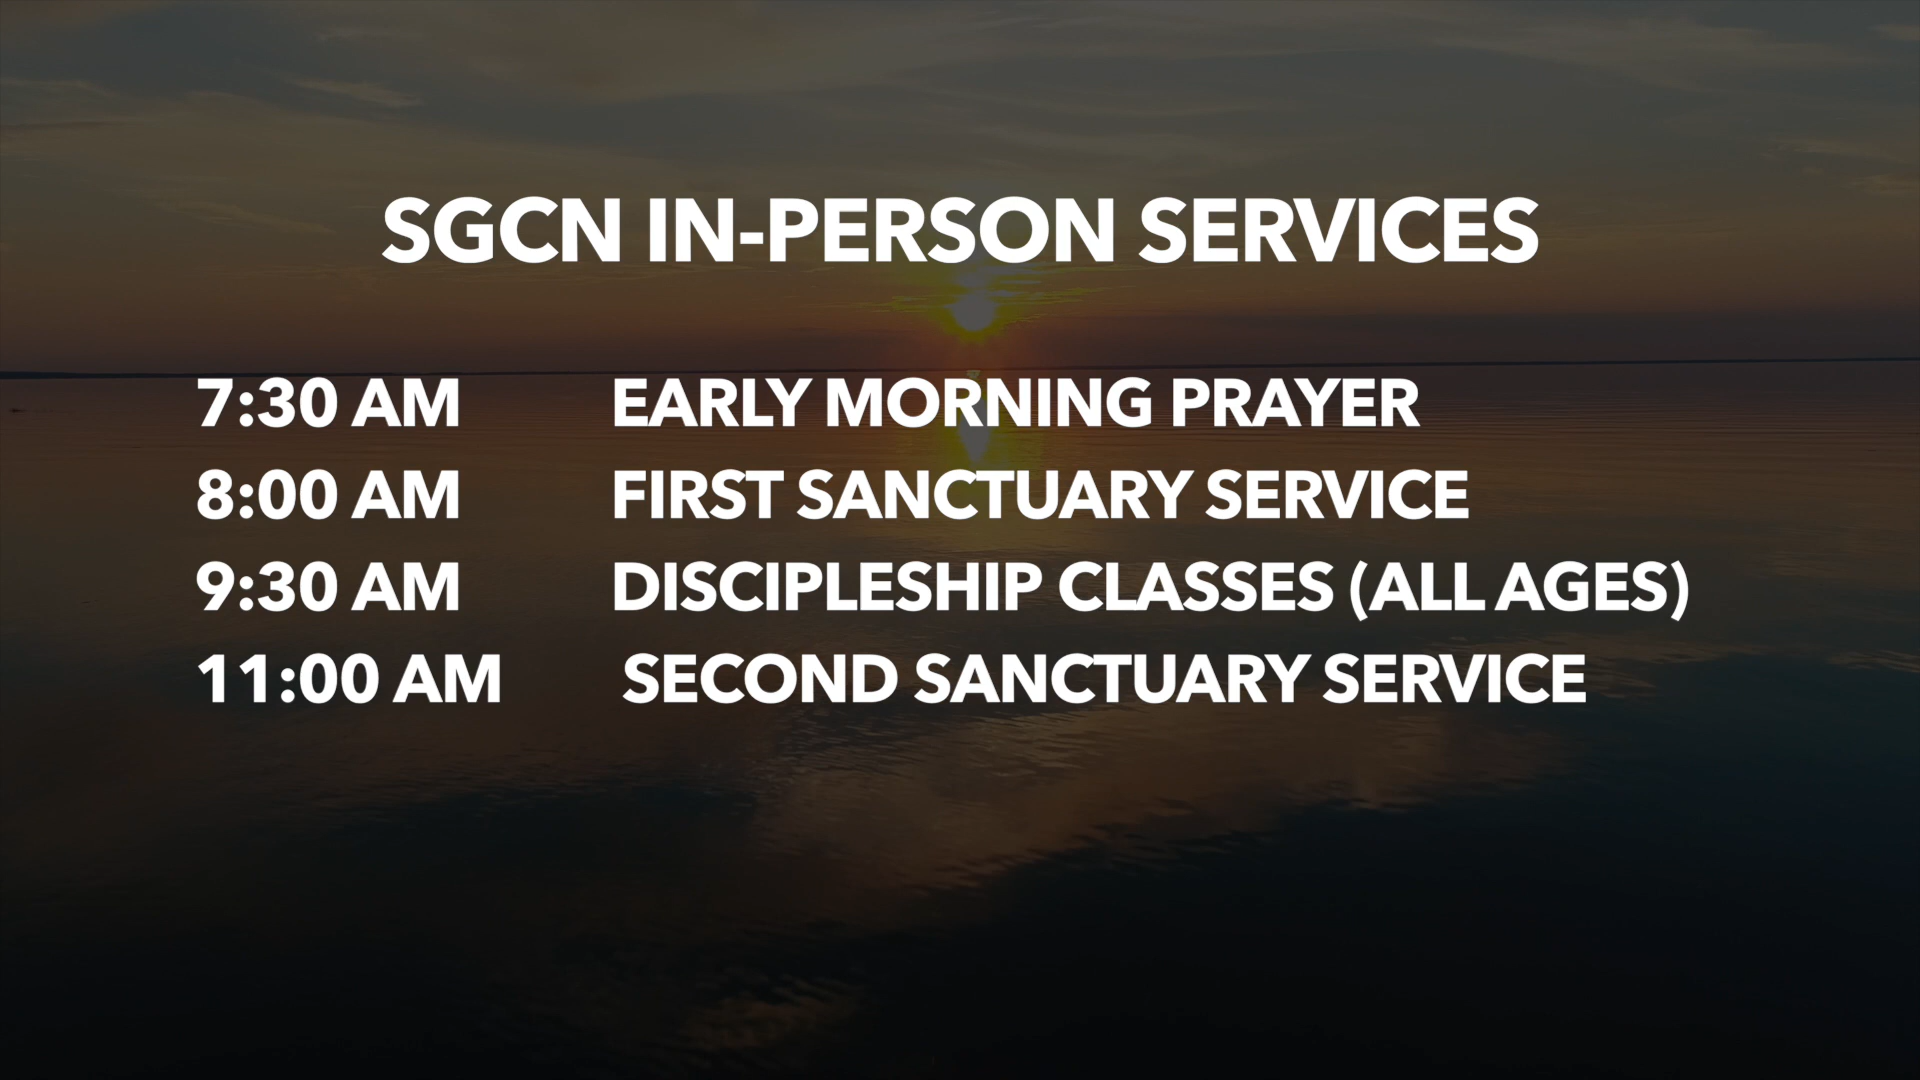 SGCN IN-PERSON SERVICES
7:30 AM EARLY MORNING PRAYER
8:00 AM FIRST SANCTUARY SERVICE
9:30 AM DISCIPLESHIP CLASSES (ALL AGES)
11:00 AM SECOND SANCTUARY SERVICE